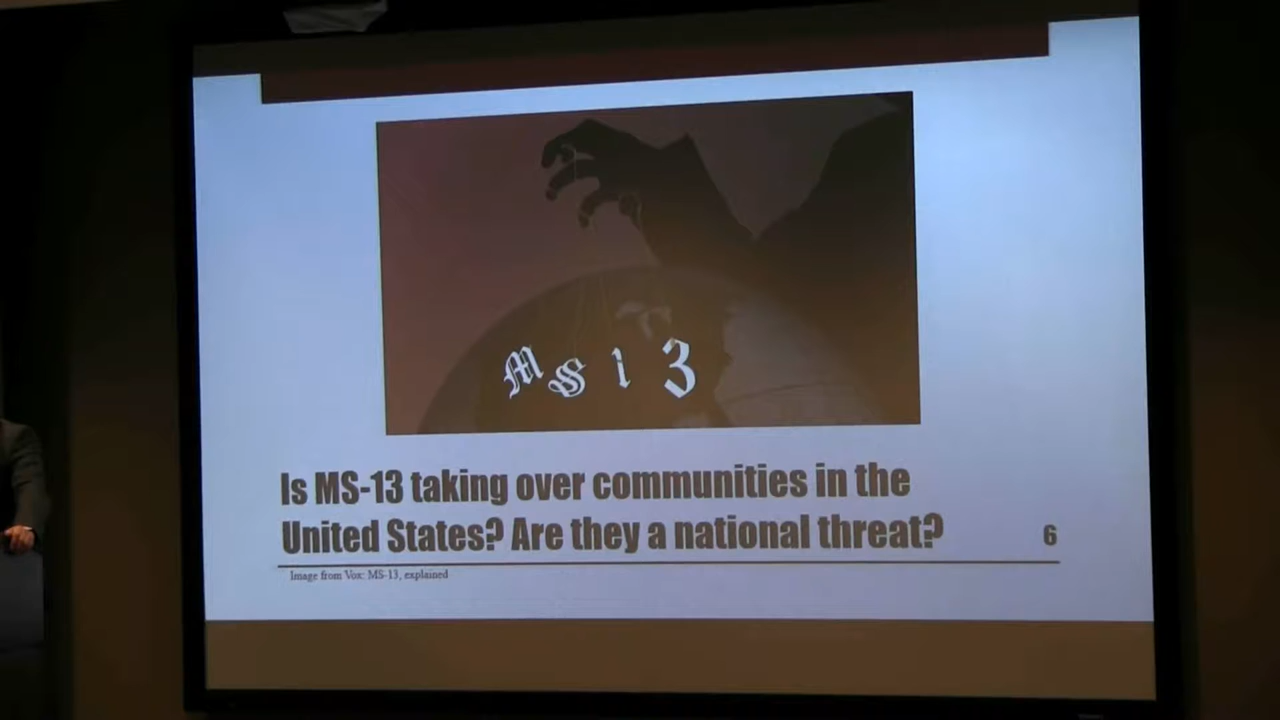 MS 13
Is MS-13 taking over communities in the
United States? Are they a national threat?
6
Image from Vox: MS-13, explained